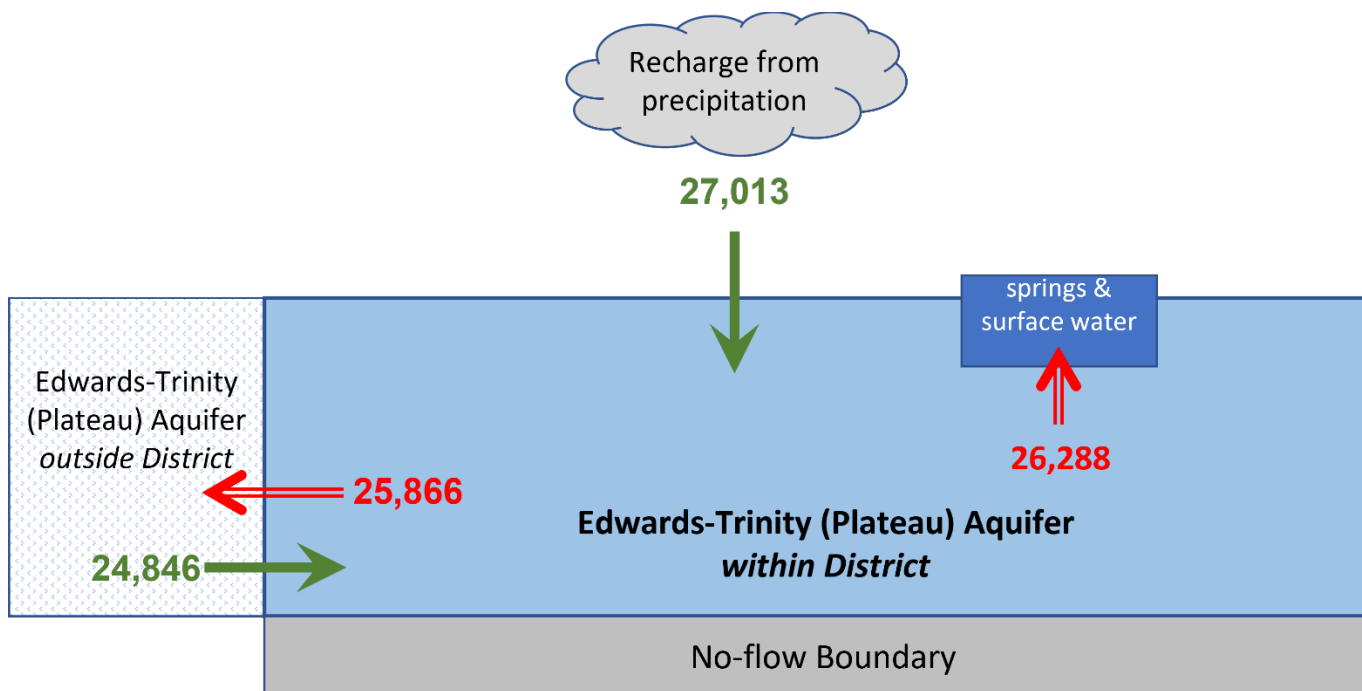 Recharge from
precipitation
27,013
springs &
surface water
Edwards-Trinity
(Plateau) Aquifer
outside District
26,288
25,866
Edwards-Trinity (Plateau) Aquifer
within District
24,846
No-flow Boundary